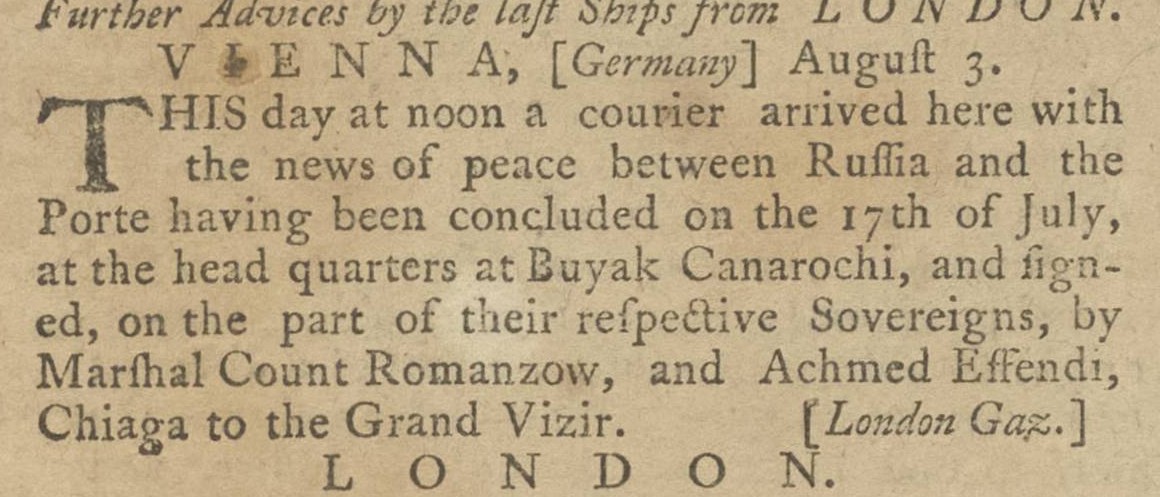 Further Advices by the laſt Ships from LONDON.
VIENNA, [Germany] Auguſt 3.
THIS day at noon a courier arrived here with
the news of peace between Ruſſia and the
Porte having been concluded on the 17th of July,
at the head quarters at Buyak Canarochi, and ſign-
ed, on the part of their reſpective Sovereigns, by
Marſhal Count Romanzow, and Achmed Effendi,
Chiaga to the Grand Vizir. [London Gaz.]
LONDON.